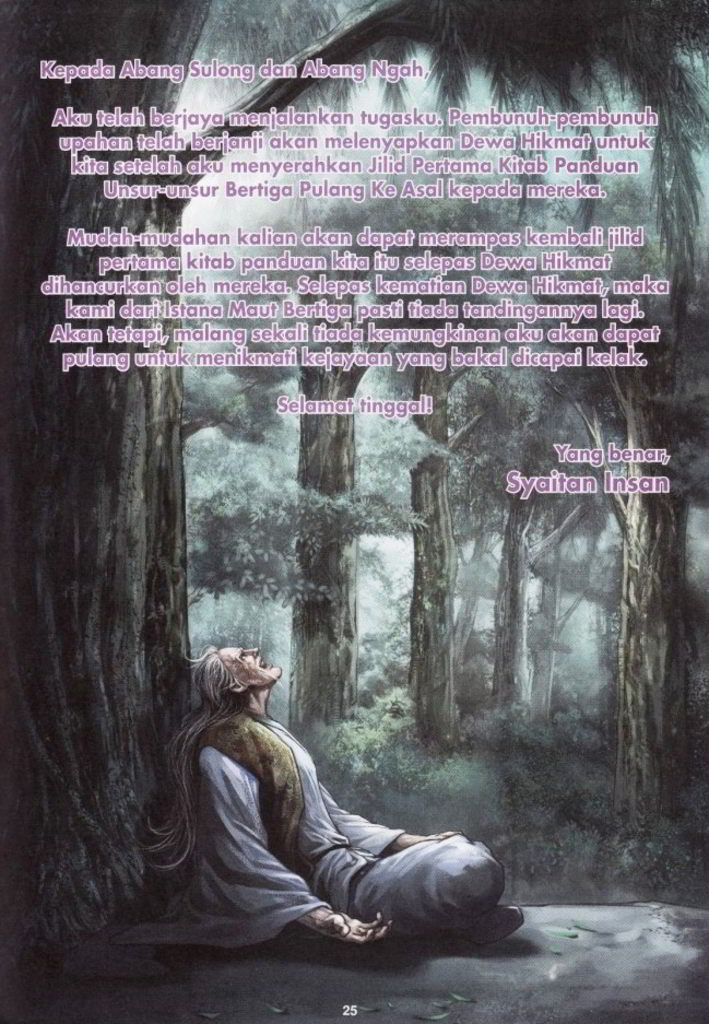 Kepada Abang Sulong dan Abang Ngah,
Aku telah berjaya menjalankan tugasku. Pembunuh-pembunuh
upahan telah berjanji akan melenyapkan Dewa Hikmat untuk
kita setelah aku menyerahkan Jilid Pertama Kitab Panduan
Unsur-unsur Bertiga Pulang Ke Asal kepada mereka.
Mudah-mudahan kalian akan dapat merampas kembali jilid
pertama kitab panduan kita itu selepas Dewa Hikmat
dihancurkan oleh mereka. Selepas kematian Dewa Hikmat, maka
kami dari Istana Maut Bertiga pasti tiada tandingannya lagi.
Akan tetapi, malang sekali tiada kemungkinan aku akan dapat
pulang untuk menikmati kejayaan yang bakal dicapai kelak.
Selamat tinggal!
Yang benar,
Syaitan Insan
25